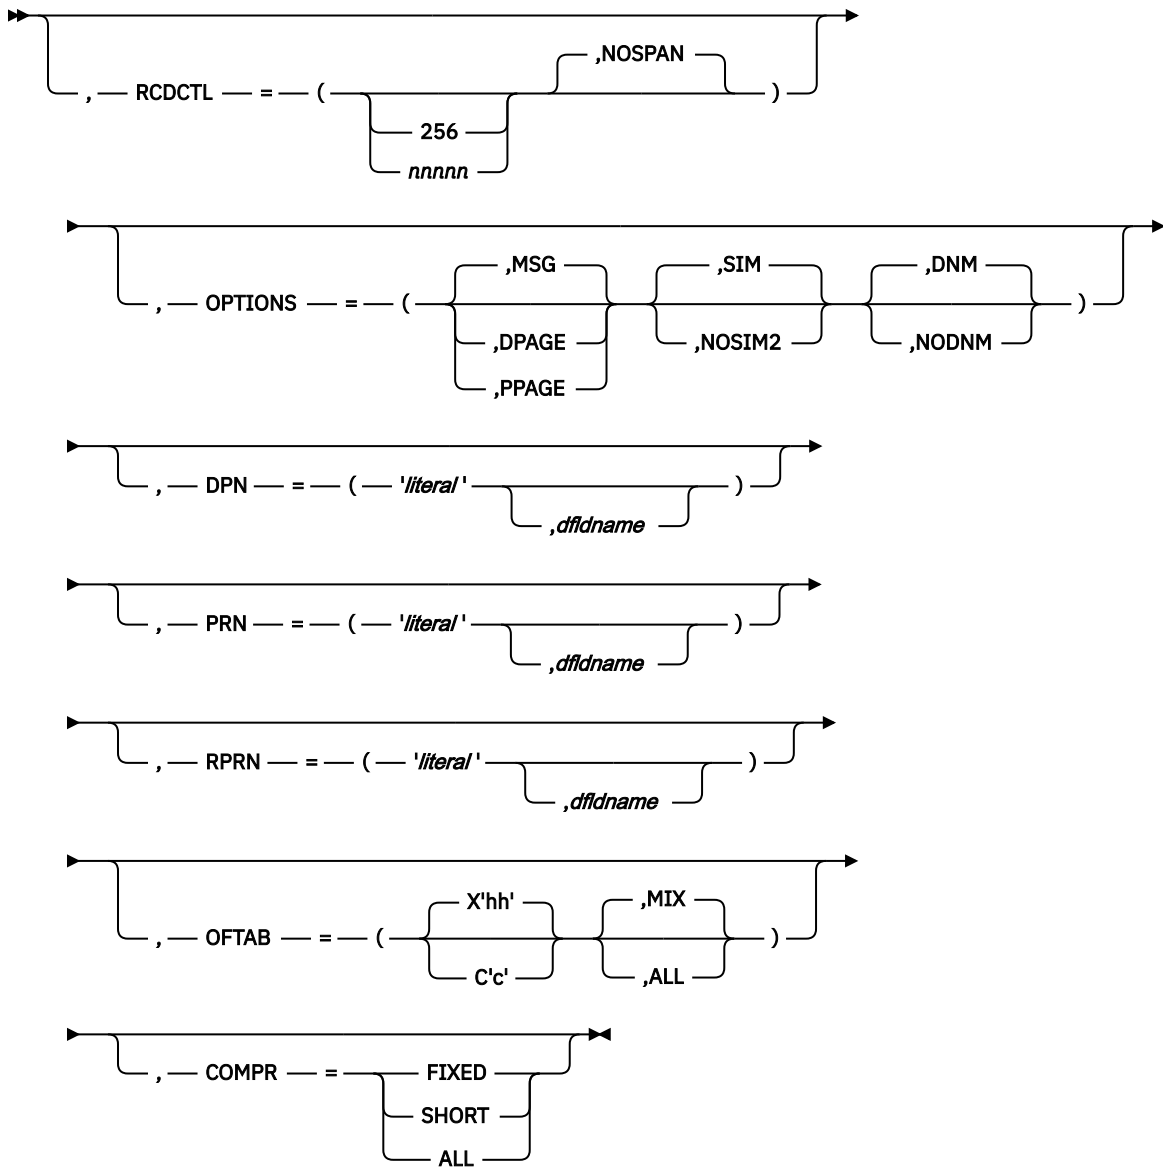 ,NOSPAN
, RCDCTL = ( )
256
nnnnn
,MSG ,SIM ,DNM
, OPTIONS = ( )
,DPAGE ,NOSIM2 ,NODNM
,PPAGE
, DPN = ( 'literal' )
,dfldname
, PRN = ( 'literal' )
,dfldname
, RPRN = ( 'literal' )
,dfldname
X'hh' ,MIX
, OFTAB = ( )
C'c' ,ALL
, COMPR = FIXED
SHORT
ALL